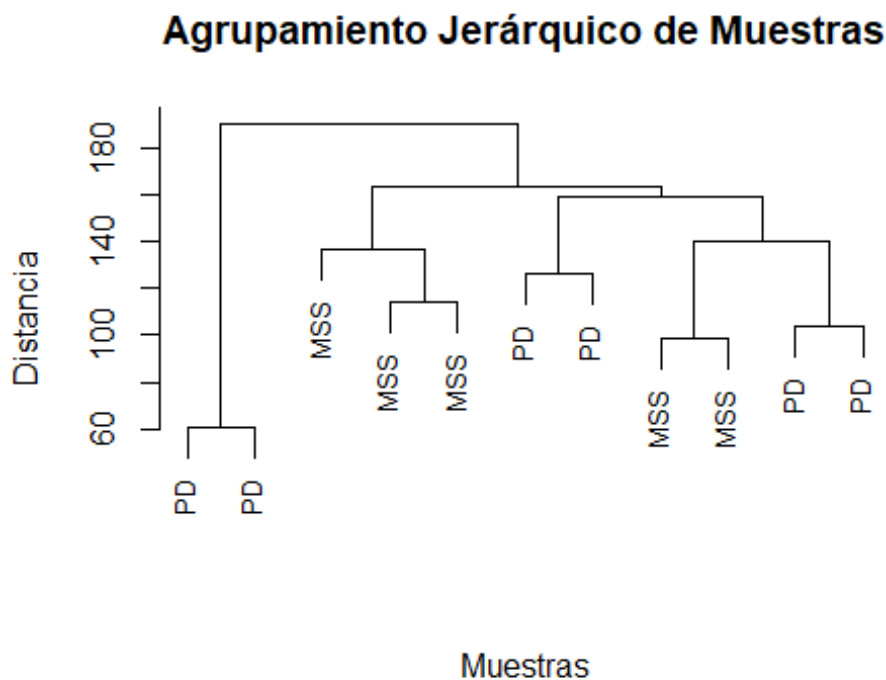 Agrupamiento Jerárquico de Muestras
Distancia
180
140
100
60
PD
PD
MSS
MSS
MSS
PD
PD
MSS
MSS
PD
PD
Muestras